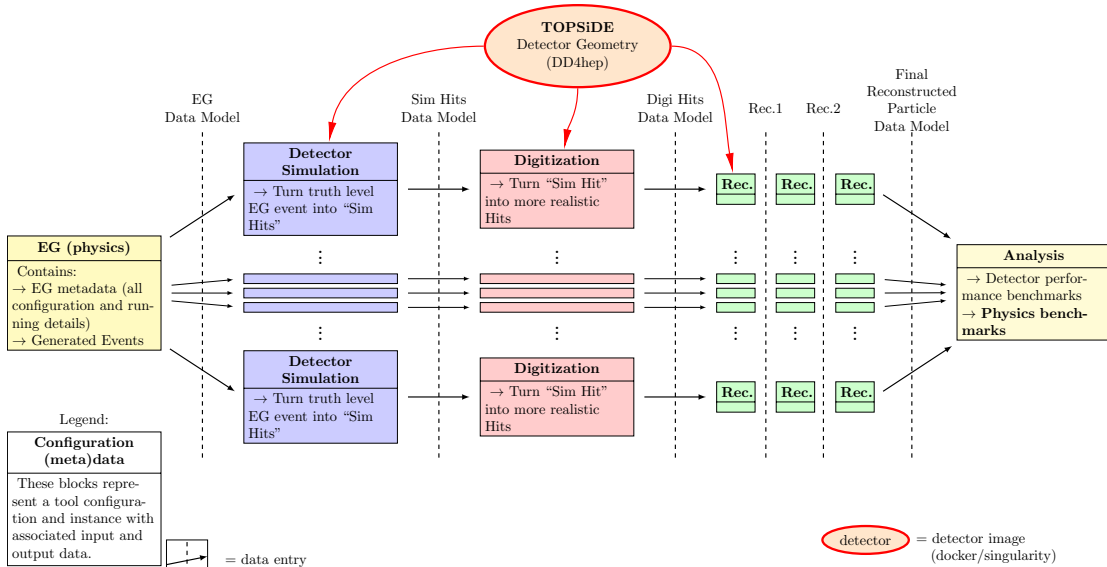 TOPSiDE
Detector Geometry
(DD4hep)
EG
Data Model
Sim Hits
Data Model
Digi Hits
Data Model
Rec.1
Rec.2
Final
Reconstructed
Particle
Data Model
Detector
Simulation
→ Turn truth level
EG event into “Sim
Hits”
Digitization
→ Turn “Sim Hit”
into more realistic
Hits
Rec.
Rec.
Rec.
EG (physics)
Contains:
→ EG metadata (all
configuration and run-
ning details)
→ Generated Events
Analysis
→ Detector perfor-
mance benchmarks
→ Physics bench-
marks
Detector
Simulation
→ Turn truth level
EG event into “Sim
Hits”
Digitization
→ Turn “Sim Hit”
into more realistic
Hits
Rec.
Rec.
Rec.
Legend:
Configuration
(meta)data
These blocks repre-
sent a tool configura-
tion and instance with
associated input and
output data.
= data entry
detector
= detector image
(docker/singularity)